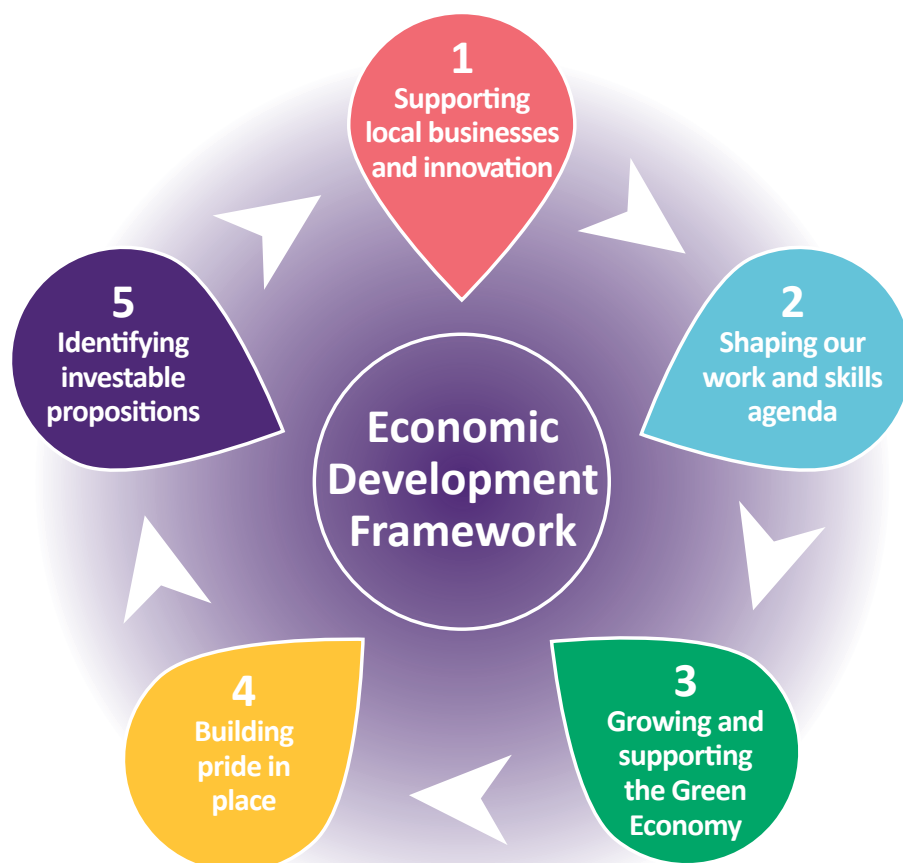 1
Supporting
local businesses
and innovation
2
Shaping our
work and skills
agenda
3
Growing and
supporting
the Green
Economy
4
Building
pride in
place
5
Identifying
investable
propositions
Economic
Development
Framework